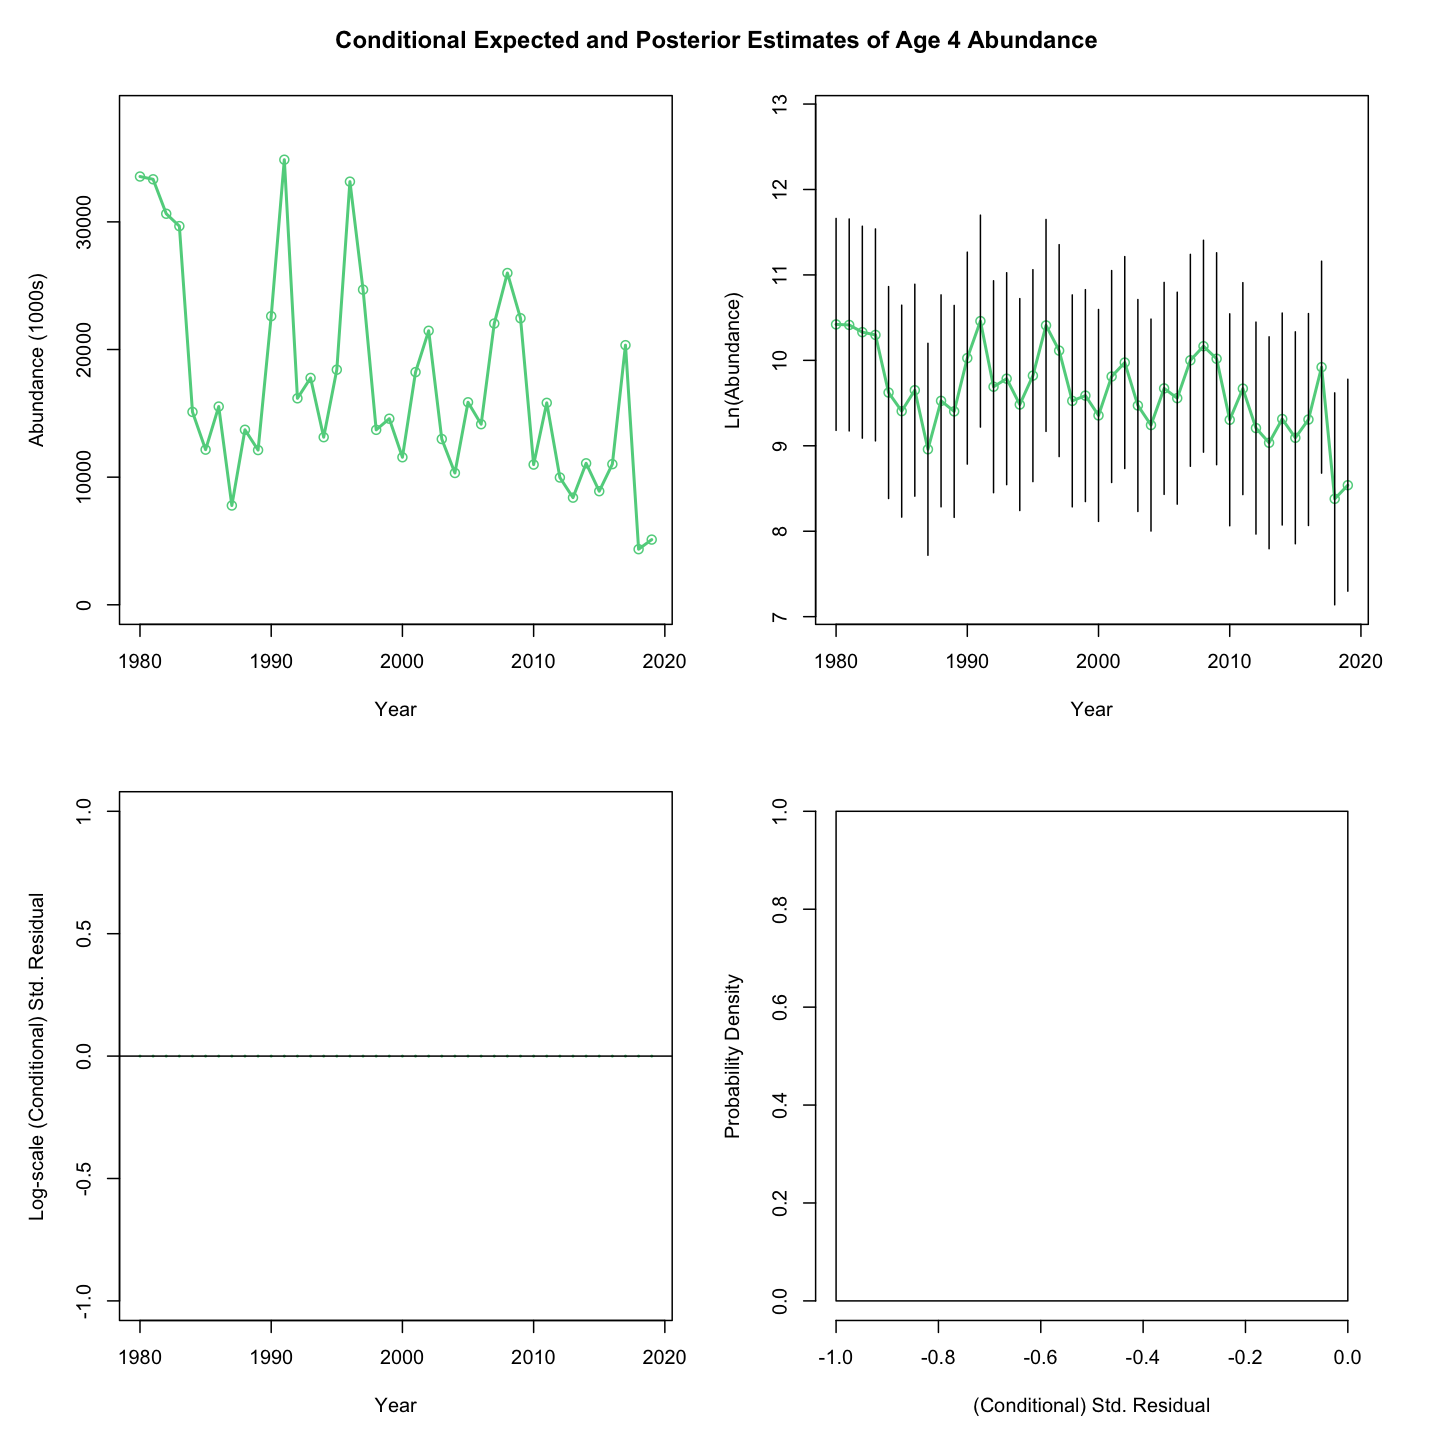 Conditional Expected and Posterior Estimates of Age 4 Abundance
Abundance (1000s)
30000
20000
10000
0
1980 1990 2000 2010 2020
Year
Ln(Abundance)
13
12
11
10
9
8
7
1980 1990 2000 2010 2020
Year
Log-scale (Conditional) Std. Residual
1.0
0.5
0.0
-0.5
-1.0
1980 1990 2000 2010 2020
Year
Probability Density
1.0
0.8
0.6
0.4
0.2
0.0
-1.0 -0.8 -0.6 -0.4 -0.2 0.0
(Conditional) Std. Residual